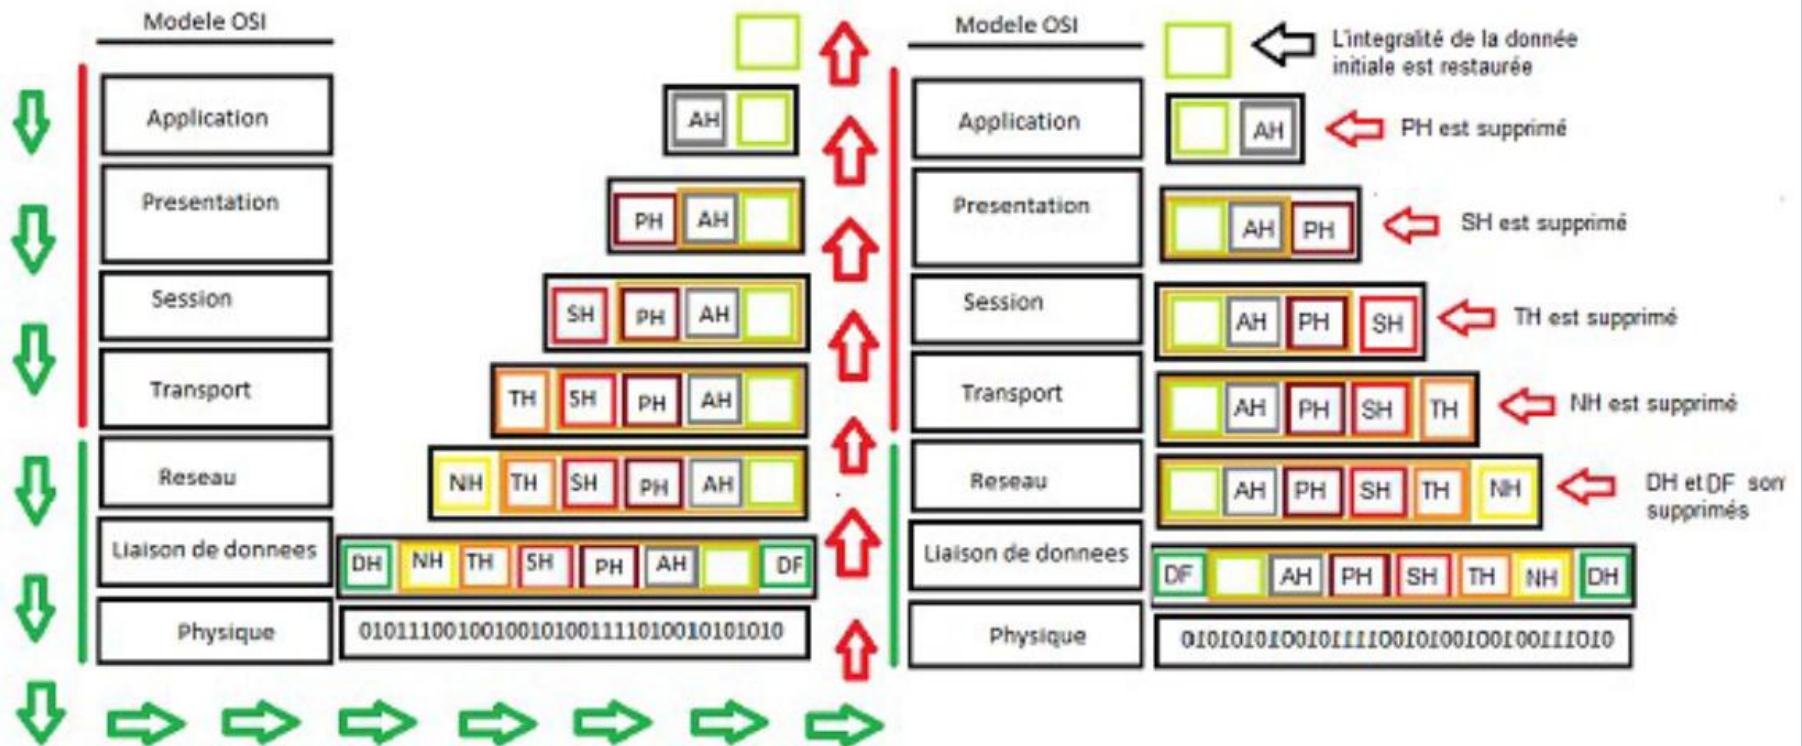 Modele OSI
Application
AH
Presentation
PH AH
Session
SH PH AH
Transport
TH SH PH AH
Reseau
NH TH SH PH AH
Liaison de donnees
DH NH TH SH PH AH DF
Physique
01011100100100101001111010010101010
Modele OSI
L'integralité de la donnée
initiale est restaurée
Application
AH
PH est supprimé
Presentation
AH PH
SH est supprimé
Session
AH PH SH
TH est supprimé
Transport
AH PH SH TH
NH est supprimé
Reseau
AH PH SH TH NH
DH et DF son
supprimés
Liaison de donnees
DF AH PH SH TH NH DH
Physique
01010101001011110010100100100111010